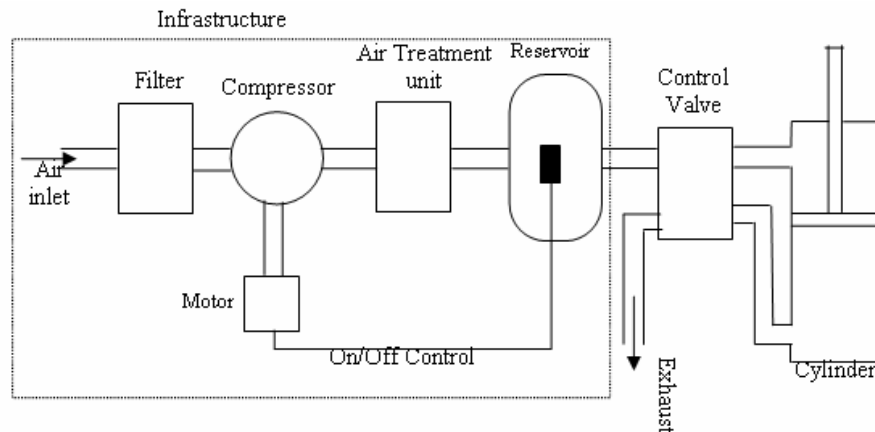 Infrastructure
Filter
Compressor
Air Treatment
unit
Reservoir
Control
Valve
Air
inlet
Motor
On/Off Control
Exhaust
Cylinder